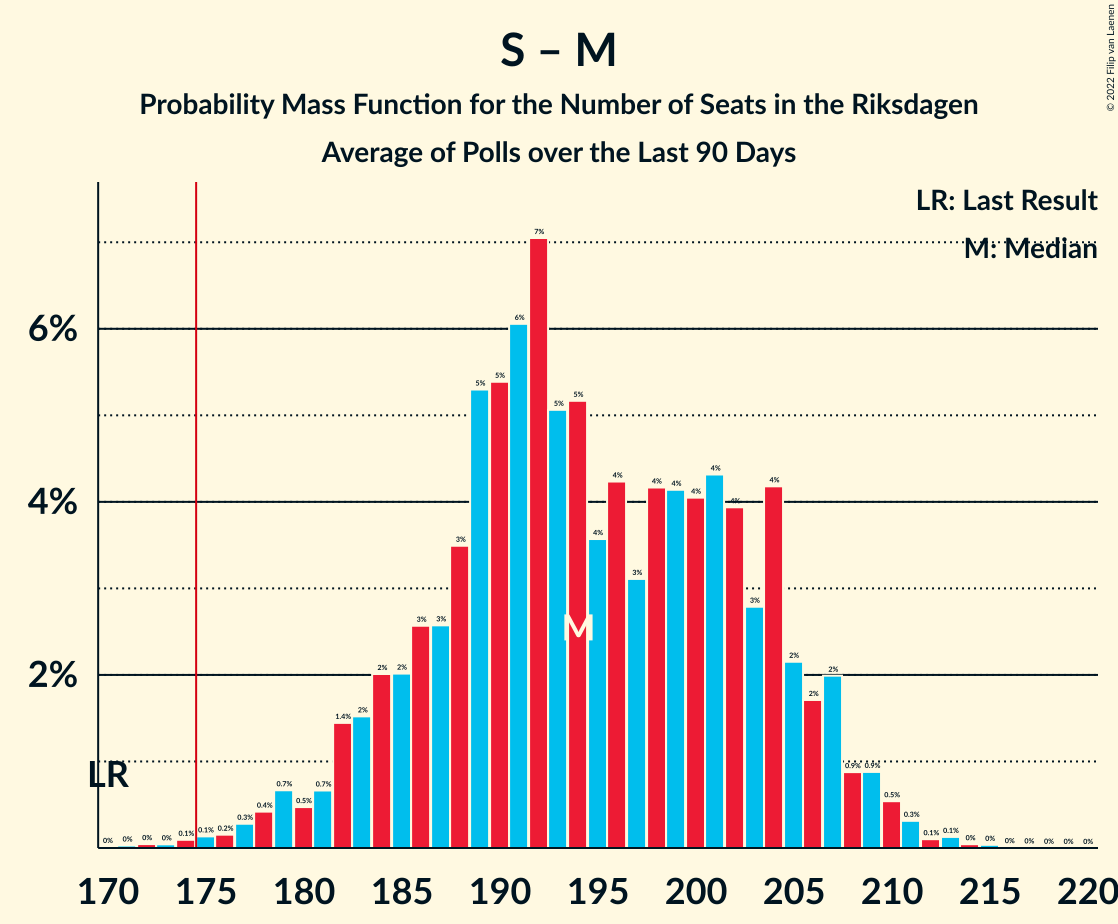 S – M
Probability Mass Function for the Number of Seats in the Riksdagen
Average of Polls over the Last 90 Days
© 2022 Filip van Laenen
LR: Last Result
M: Median
6%
4%
2%
LR
M
0% 0% 0% 0% 0.1% 0.1% 0.2% 0.3% 0.4% 0.7% 0.5% 0.7% 1.4% 2% 2% 2% 3% 3% 3% 5% 5% 6% 7% 5% 5% 4% 4% 3% 4% 4% 4% 4% 4% 3% 4% 2% 2% 2% 0.9% 0.9% 0.5% 0.3% 0.1% 0.1% 0% 0% 0% 0% 0% 0% 0%
170 175 180 185 190 195 200 205 210 215 220